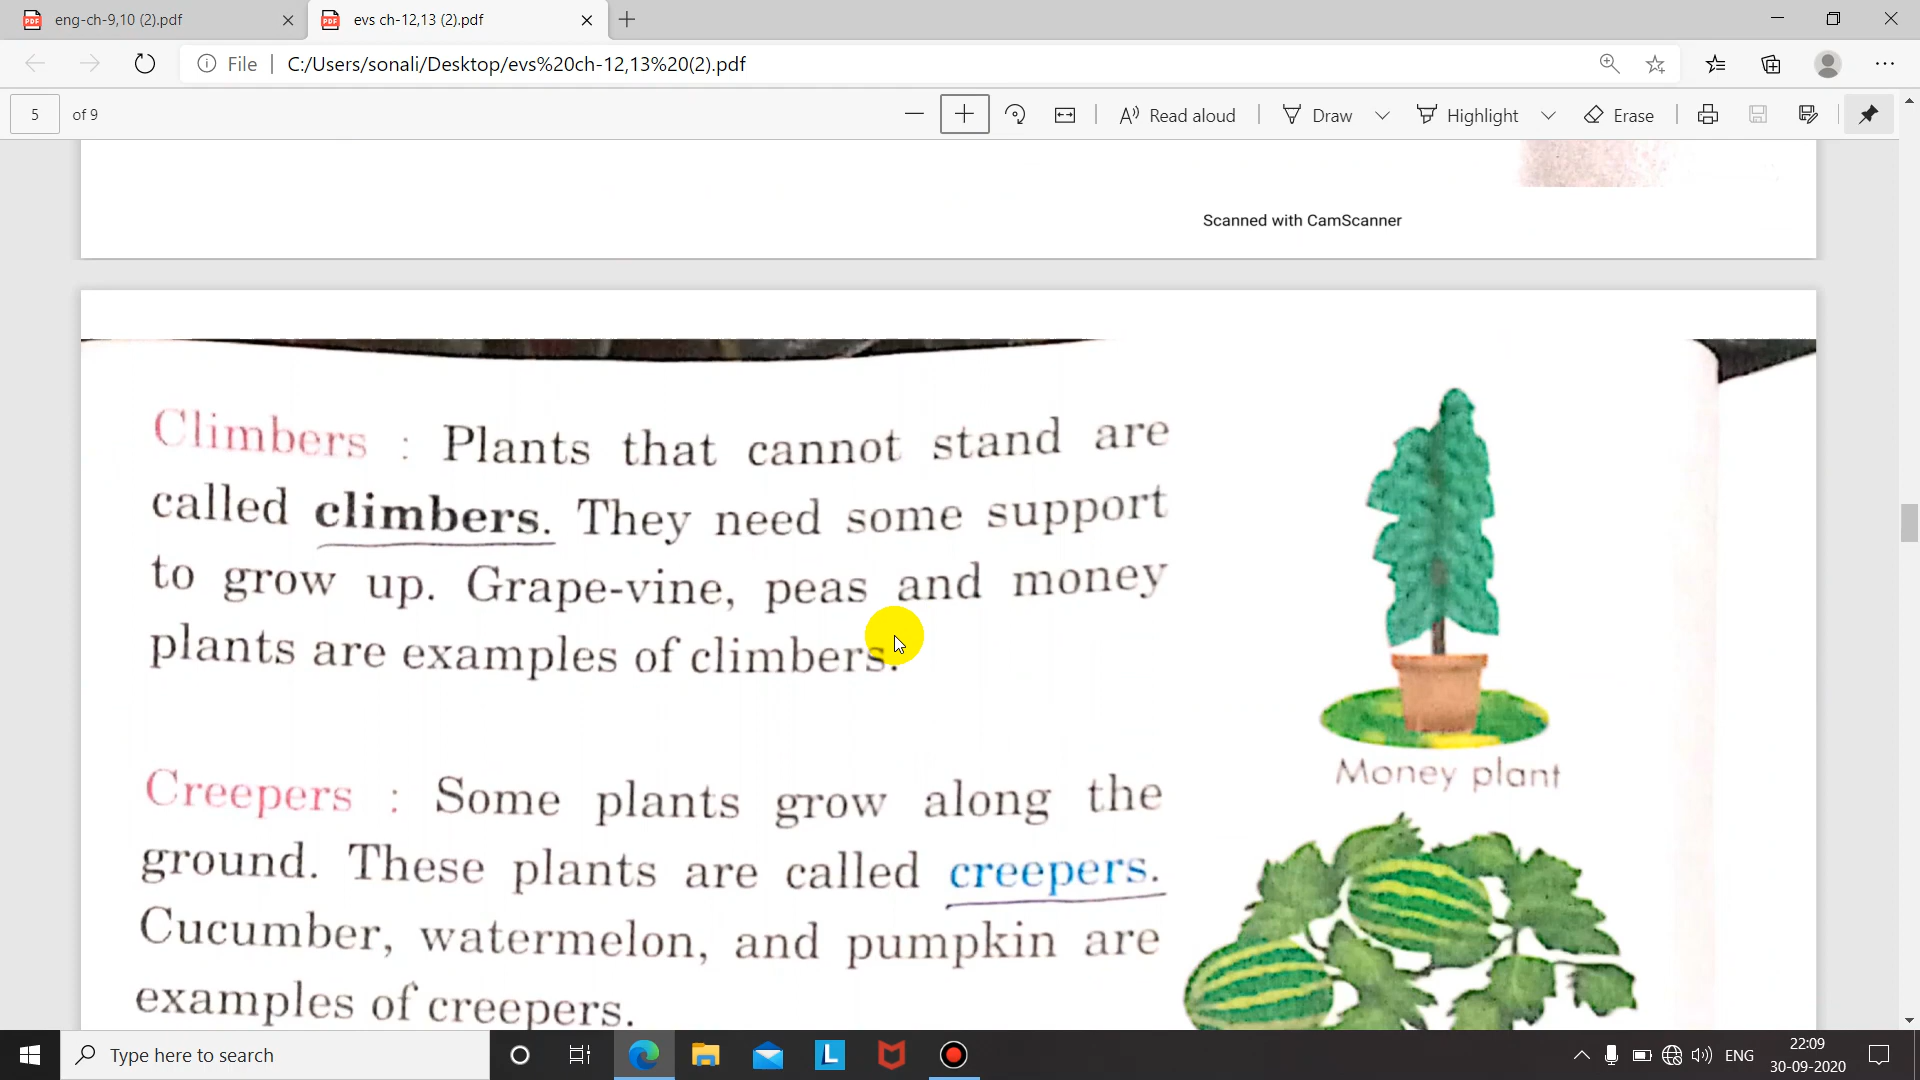 eng-ch-9,10 (2).pdf
evs ch-12,13 (2).pdf
File
C:/Users/sonali/Desktop/evs%20ch-12,13%20(2).pdf
5 of 9
Read aloud
Draw
Highlight
Erase
Scanned with CamScanner
Climbers : Plants that cannot stand are
called climbers. They need some support
to grow up. Grape-vine, peas and money
plants are examples of climbers.
Money plant
Creepers : Some plants grow along the
ground. These plants are called creepers.
Cucumber, watermelon, and pumpkin are
examples of creepers.
Type here to search
ENG
22:09
30-09-2020